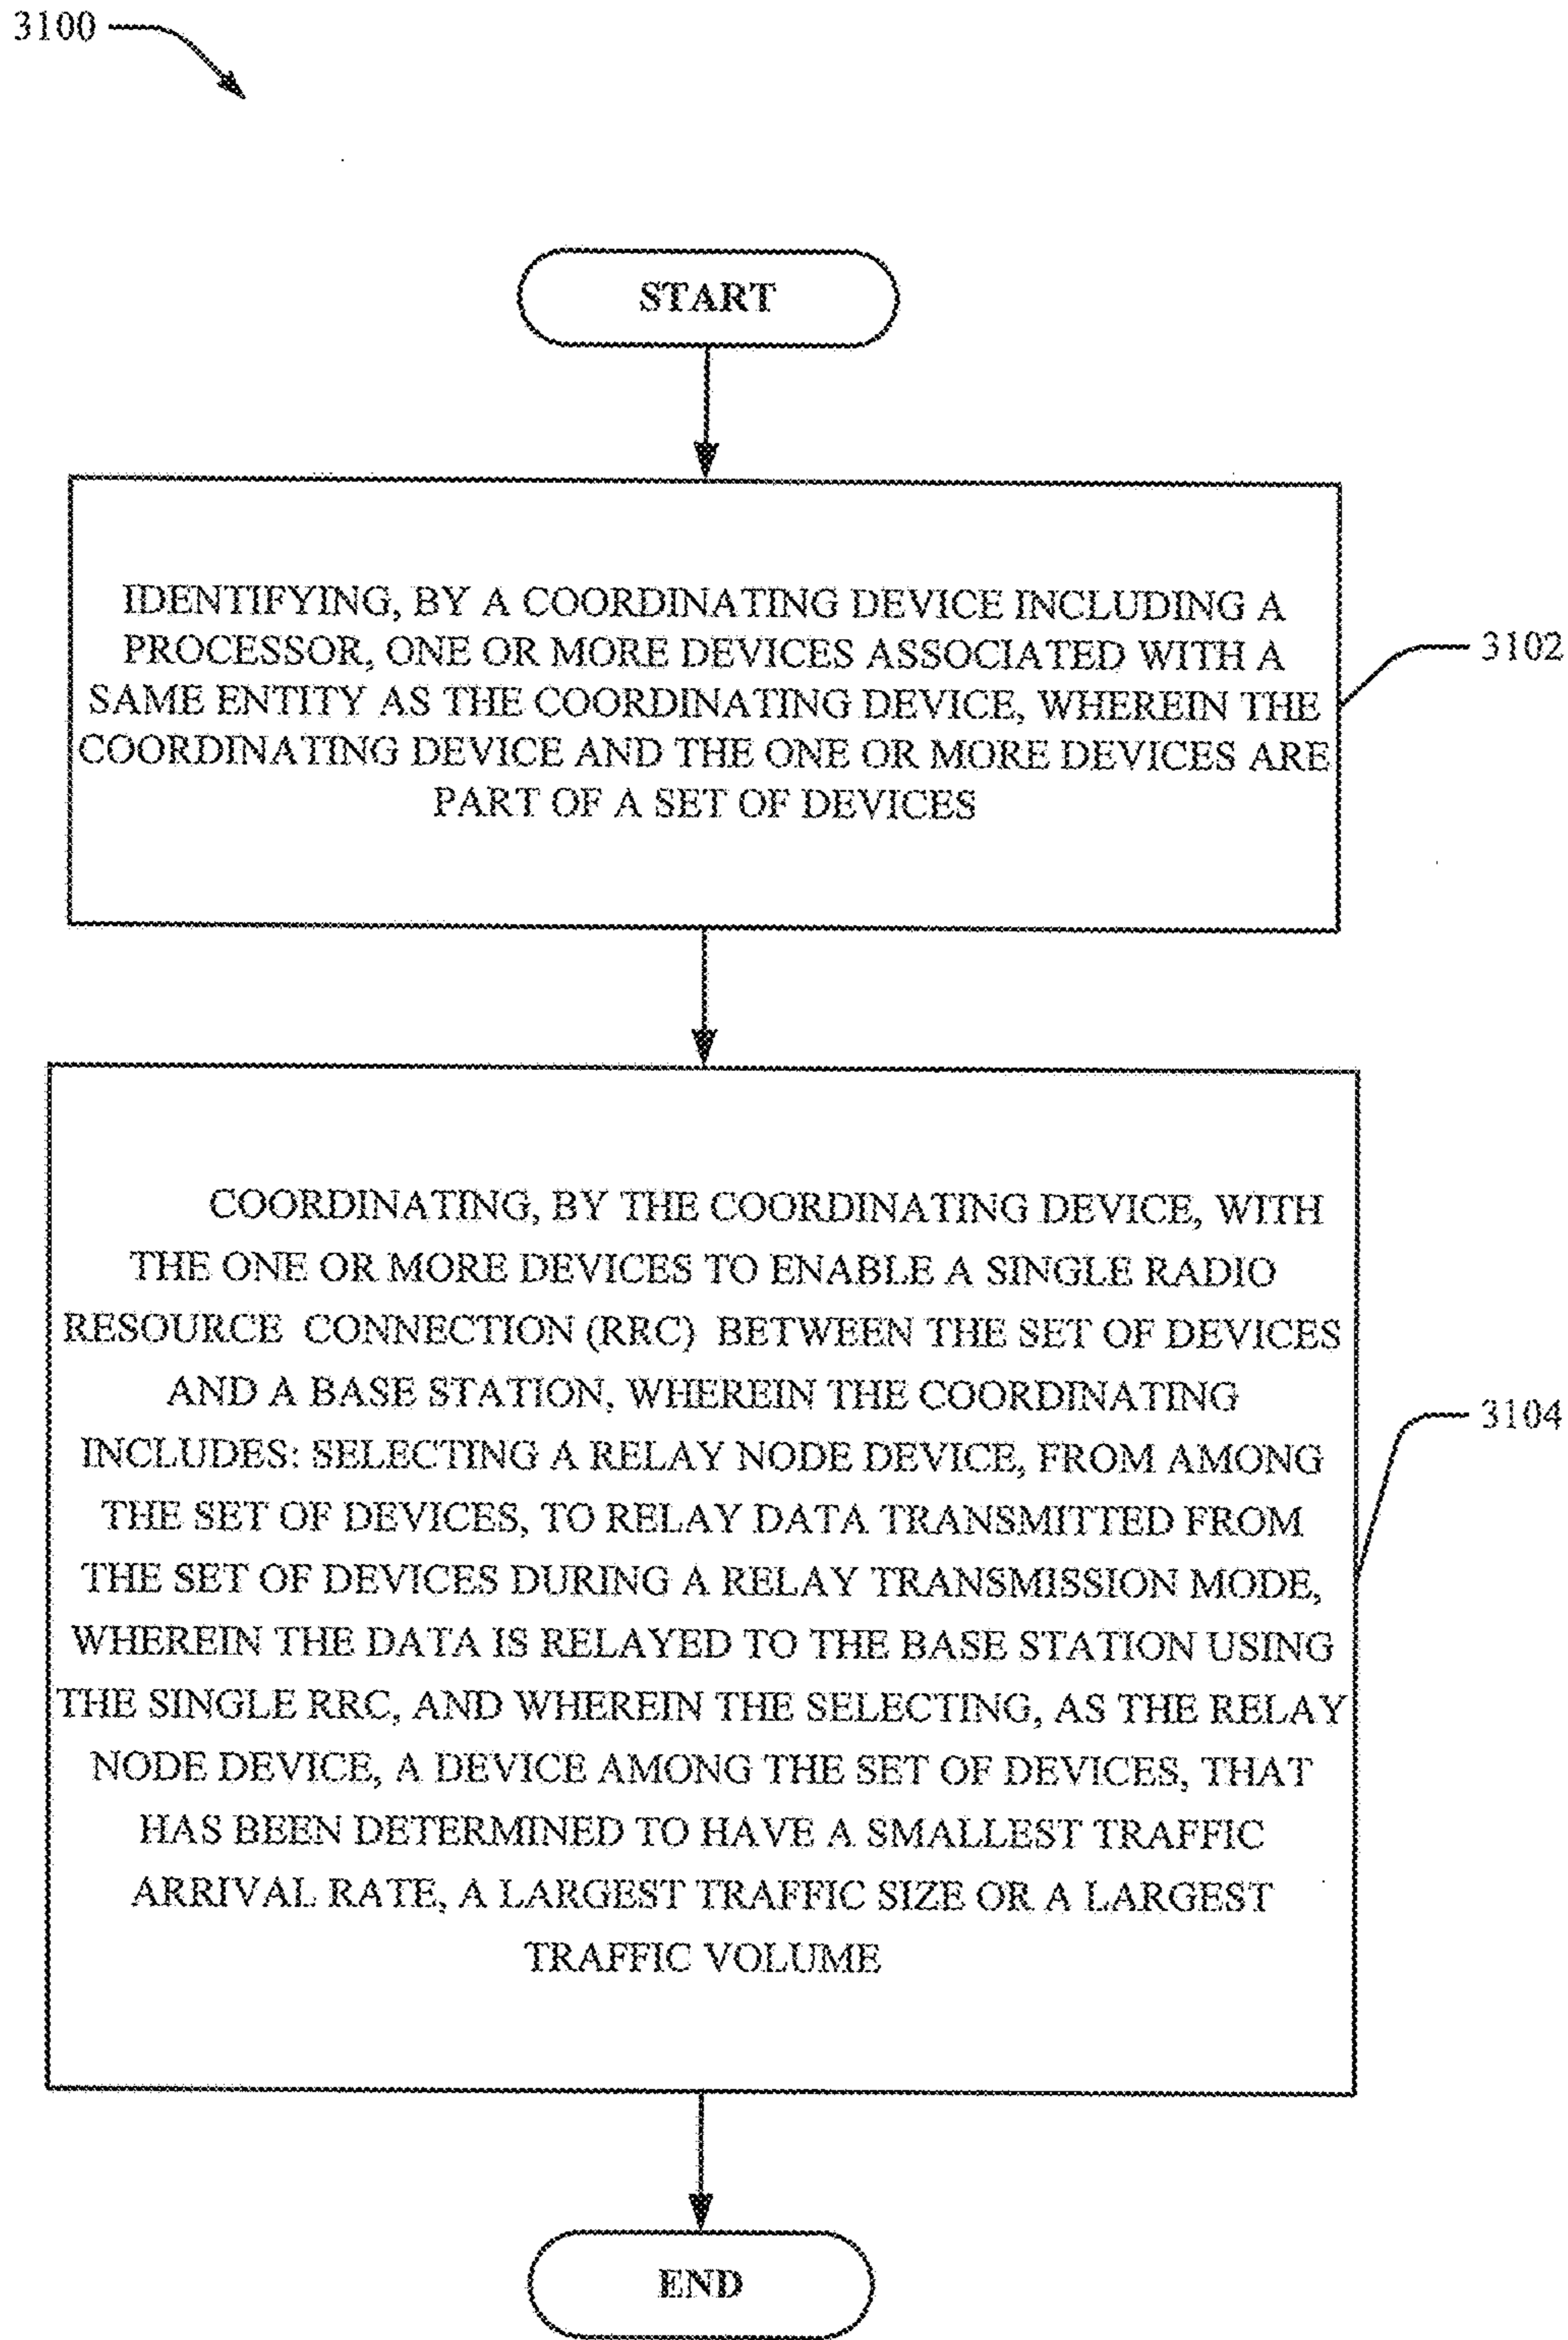 3100
START
IDENTIFYING, BY A COORDINATING DEVICE INCLUDING A
PROCESSOR, ONE OR MORE DEVICES ASSOCIATED WITH A
SAME ENTITY AS THE COORDINATING DEVICE, WHEREIN THE
COORDINATING DEVICE AND THE ONE OR MORE DEVICES ARE
PART OF A SET OF DEVICES
3102
COORDINATING, BY THE COORDINATING DEVICE, WITH
THE ONE OR MORE DEVICES TO ENABLE A SINGLE RADIO
RESOURCE CONNECTION (RRC) BETWEEN THE SET OF DEVICES
AND A BASE STATION, WHEREIN THE COORDINATING
INCLUDES: SELECTING A RELAY NODE DEVICE, FROM AMONG
THE SET OF DEVICES, TO RELAY DATA TRANSMITTED FROM
THE SET OF DEVICES DURING A RELAY TRANSMISSION MODE,
WHEREIN THE DATA IS RELAYED TO THE BASE STATION USING
THE SINGLE RRC, AND WHEREIN THE SELECTING, AS THE RELAY
NODE DEVICE, A DEVICE AMONG THE SET OF DEVICES, THAT
HAS BEEN DETERMINED TO HAVE A SMALLEST TRAFFIC
ARRIVAL RATE, A LARGEST TRAFFIC SIZE OR A LARGEST
TRAFFIC VOLUME
3104
END